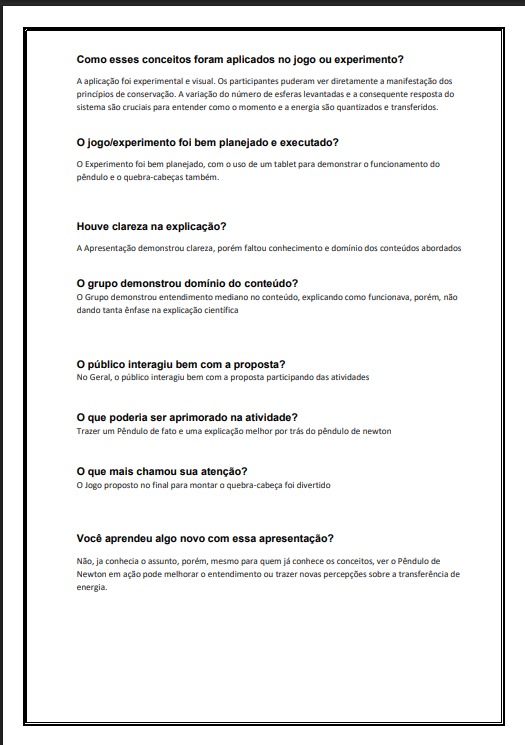 Como esses conceitos foram aplicados no jogo ou experimento?
A aplicação foi experimental e visual. Os participantes puderam ver diretamente a manifestação dos
princípios de conservação. A variação do número de esferas levantadas e a consequente resposta do
sistema são cruciais para entender como o momento e a energia são quantizados e transferidos.
O jogo/experimento foi bem planejado e executado?
O Experimento foi bem planejado, com o uso de um tablet para demonstrar o funcionamento do
pêndulo e o quebra-cabeças também.
Houve clareza na explicação?
A Apresentação demonstrou clareza, porém faltou conhecimento e domínio dos conteúdos abordados
O grupo demonstrou domínio do conteúdo?
O Grupo demonstrou entendimento mediano no conteúdo, explicando como funcionava, porém, não
dando tanta ênfase na explicação científica
O público interagiu bem com a proposta?
No Geral, o público interagiu bem com a proposta participando das atividades
O que poderia ser aprimorado na atividade?
Trazer um Pêndulo de fato e uma explicação melhor por trás do pêndulo de newton
O que mais chamou sua atenção?
O Jogo proposto no final para montar o quebra-cabeça foi divertido
Você aprendeu algo novo com essa apresentação?
Não, ja conhecia o assunto, porém, mesmo para quem já conhece os conceitos, ver o Pêndulo de
Newton em ação pode melhorar o entendimento ou trazer novas percepções sobre a transferência de
energia.